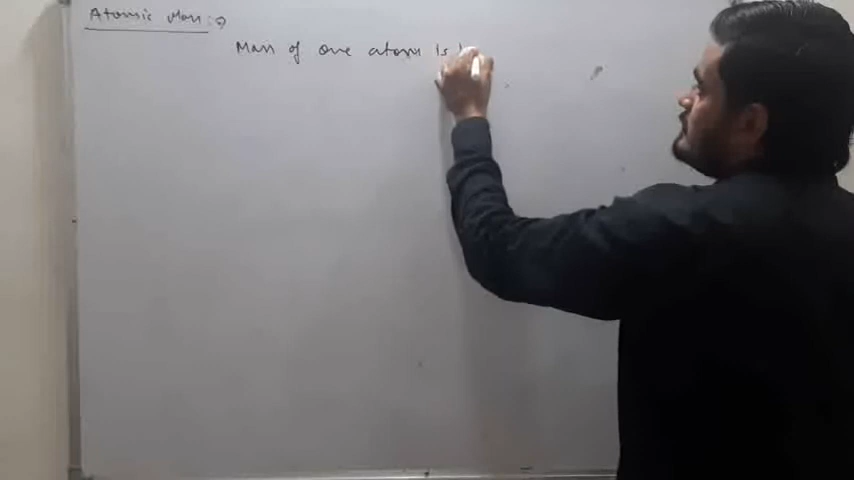 Atomic Mass :→
Mass of one atom is